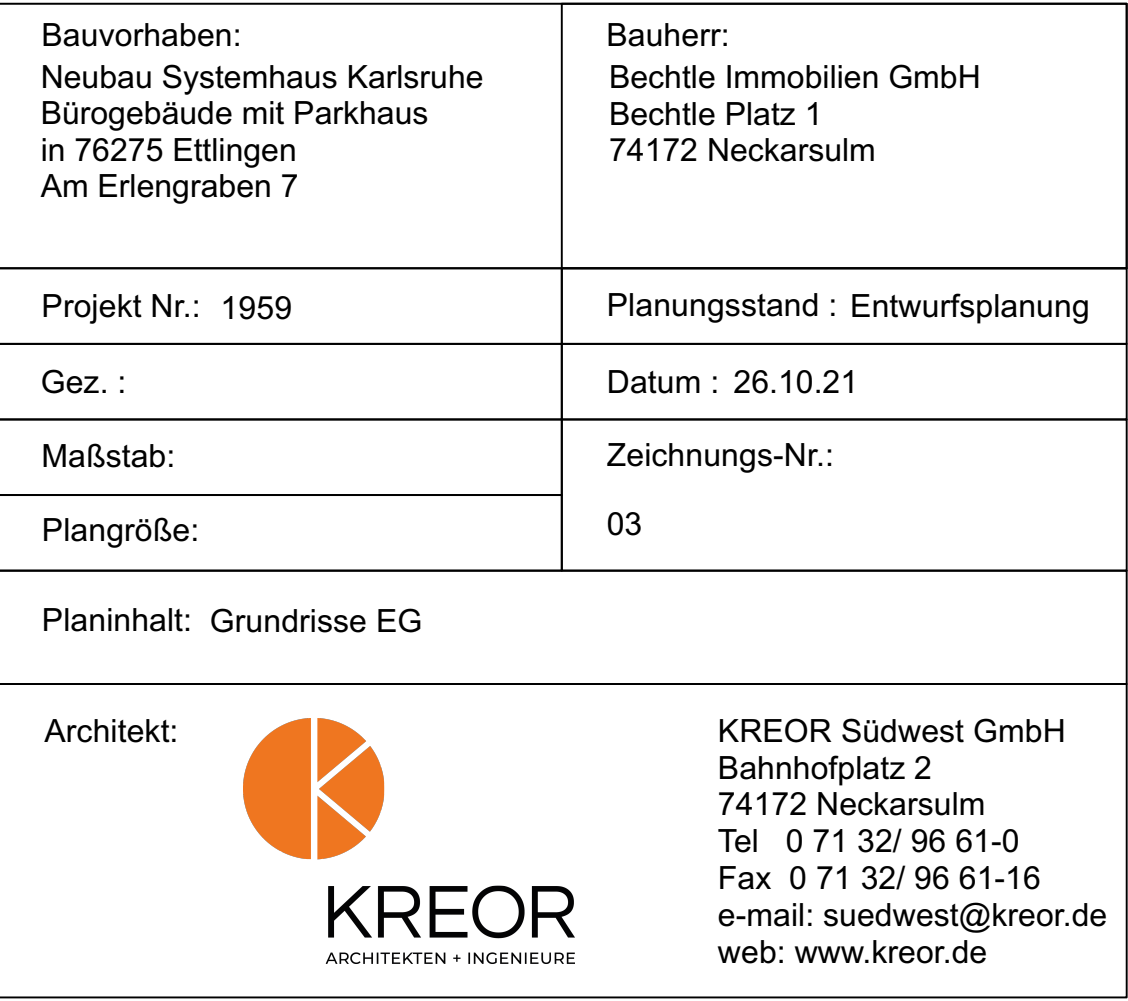 Bauvorhaben:
Neubau Systemhaus Karlsruhe
Bürogebäude mit Parkhaus
in 76275 Ettlingen
Am Erlengraben 7
Bauherr:
Bechtle Immobilien GmbH
Bechtle Platz 1
74172 Neckarsulm
Projekt Nr.: 1959
Planungsstand : Entwurfsplanung
Gez. :
Datum : 26.10.21
Maßstab:
Plangröße:
Zeichnungs-Nr.:
03
Planinhalt: Grundrisse EG
Architekt:
KREOR
ARCHITEKTEN + INGENIEURE
KREOR Südwest GmbH
Bahnhofplatz 2
74172 Neckarsulm
Tel 0 71 32/ 96 61-0
Fax 0 71 32/ 96 61-16
e-mail: suedwest@kreor.de
web: www.kreor.de